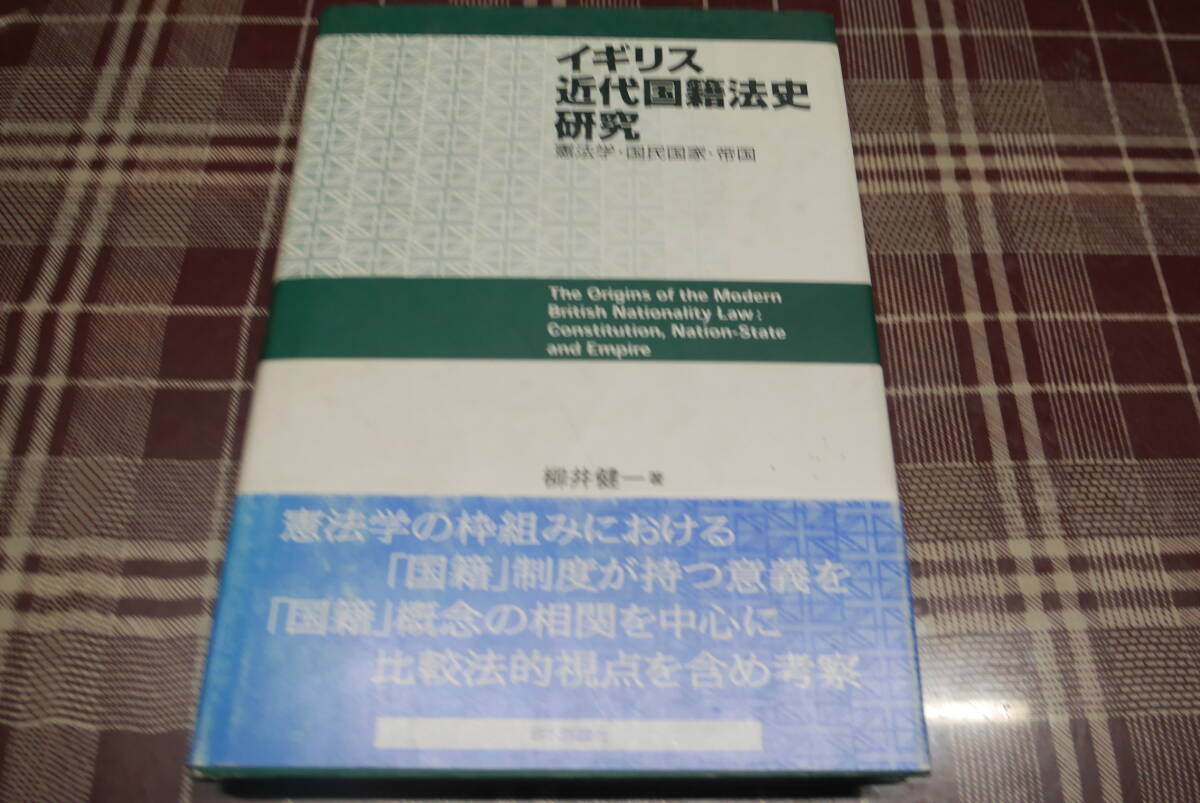 イギリス
近代国籍法史
研究
憲法学・国民国家・帝国
The Origins of the Modern
British Nationality Law:
Constitution, Nation-State
and Empire
柳井健一 著
憲法学の枠組みにおける
「国籍」制度が持つ意義を
「国籍」概念の相関を中心に
比較法的視点を含め考察